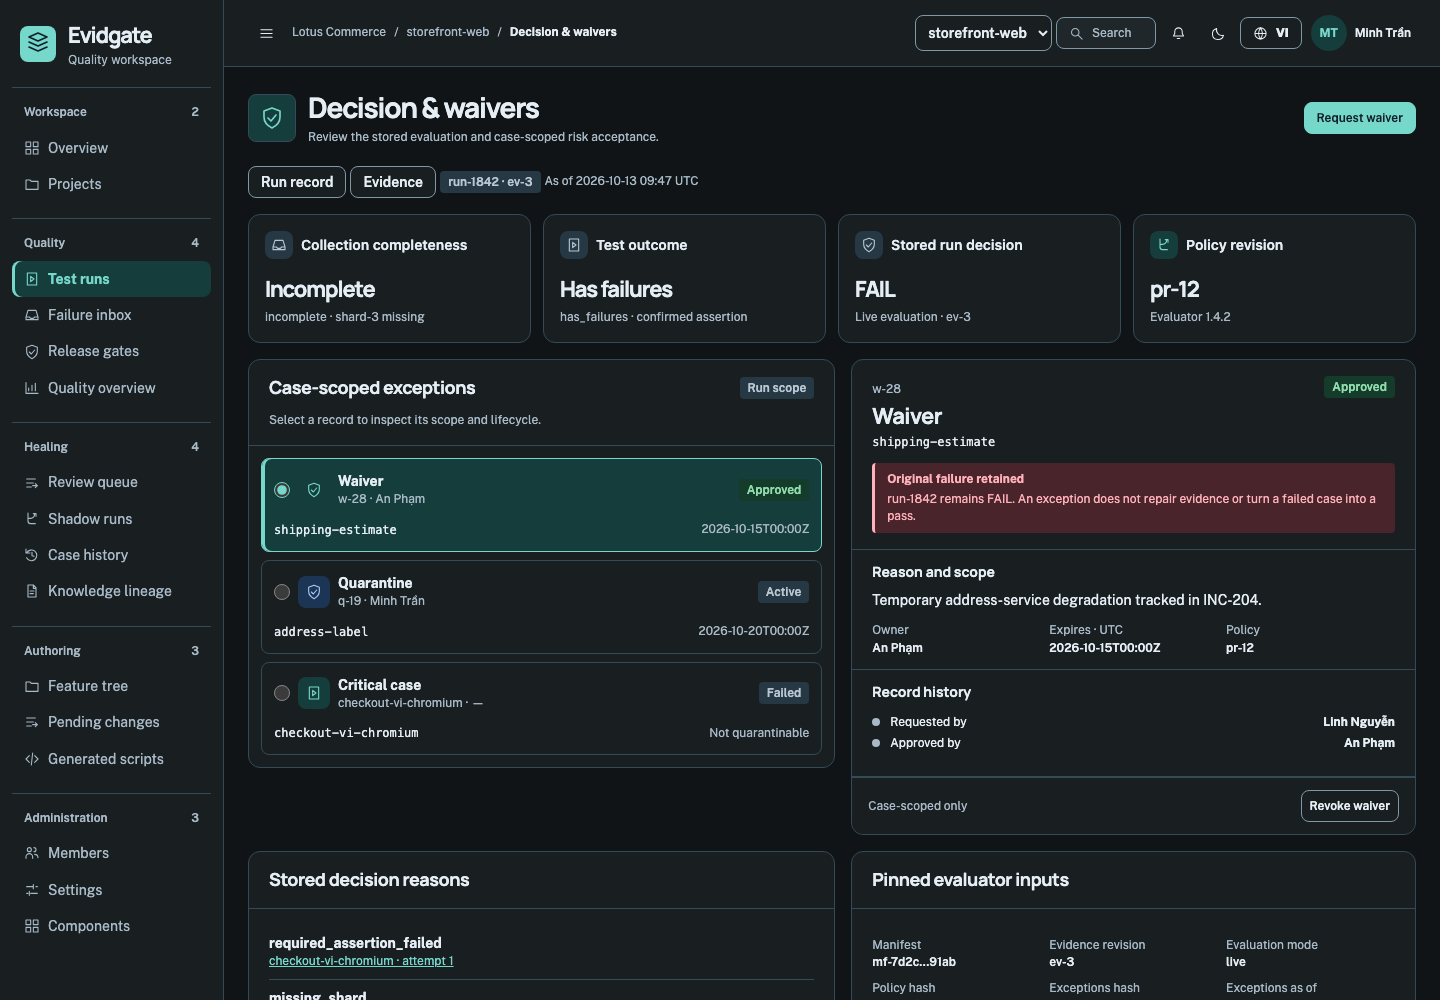 Evidgate
Quality workspace
Workspace 2
Overview
Projects
Quality 4
Test runs
Failure inbox
Release gates
Quality overview
Healing 4
Review queue
Shadow runs
Case history
Knowledge lineage
Authoring 3
Feature tree
Pending changes
Generated scripts
Administration 3
Members
Settings
Components
Lotus Commerce / storefront-web / Decision & waivers
storefront-web
Search
VI
MT
Minh Trần
Decision & waivers
Review the stored evaluation and case-scoped risk acceptance.
Request waiver
Run record
Evidence
run-1842 · ev-3
As of 2026-10-13 09:47 UTC
Collection completeness
Incomplete
incomplete · shard-3 missing
Test outcome
Has failures
has_failures · confirmed assertion
Stored run decision
FAIL
Live evaluation · ev-3
Policy revision
pr-12
Evaluator 1.4.2
Case-scoped exceptions
Run scope
Select a record to inspect its scope and lifecycle.
Waiver
w-28 · An Phạm
Approved
shipping-estimate
2026-10-15T00:00Z
Quarantine
q-19 · Minh Trần
Active
address-label
2026-10-20T00:00Z
Critical case
checkout-vi-chromium · —
Failed
checkout-vi-chromium
Not quarantinable
w-28
Approved
Waiver
shipping-estimate
Original failure retained
run-1842 remains FAIL. An exception does not repair evidence or turn a failed case into a
pass.
Reason and scope
Temporary address-service degradation tracked in INC-204.
Owner
An Phạm
Expires · UTC
2026-10-15T00:00Z
Policy
pr-12
Record history
Requested by Linh Nguyễn
Approved by An Phạm
Case-scoped only
Revoke waiver
Stored decision reasons
required_assertion_failed
checkout-vi-chromium · attempt 1
missing_shard
Pinned evaluator inputs
Manifest
mf-7d2c…91ab
Evidence revision
ev-3
Evaluation mode
live
Policy hash
Exceptions hash
Exceptions as of